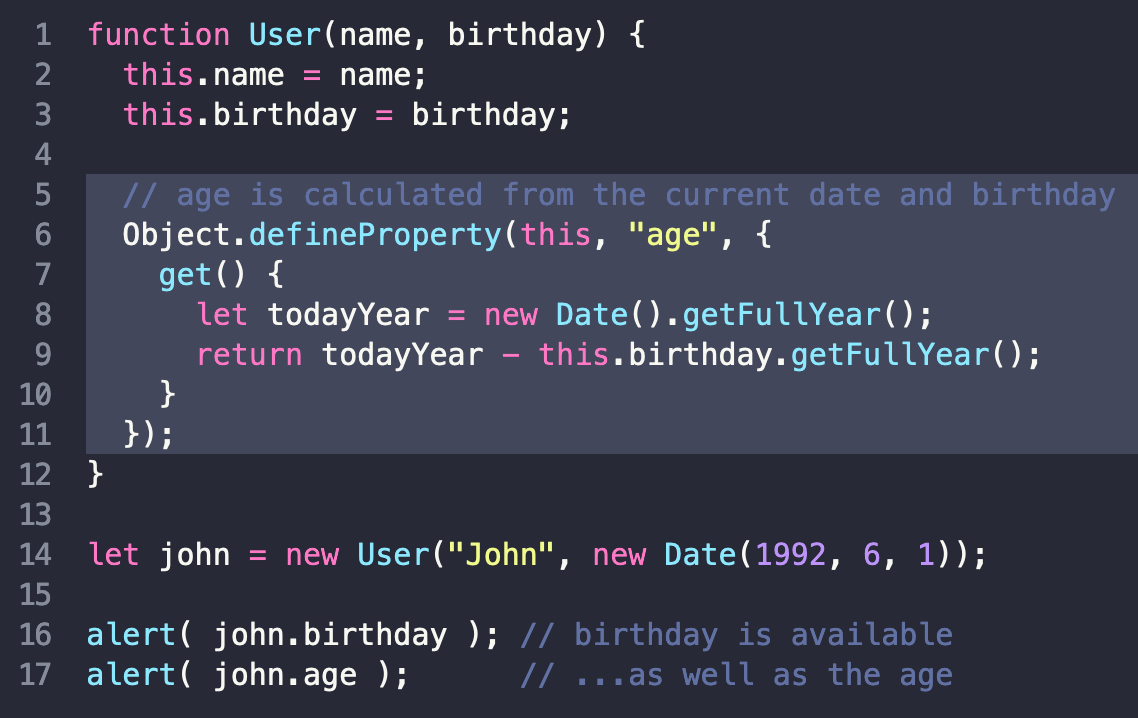 1 function User(name, birthday) {
2   this.name = name;
3   this.birthday = birthday;
4
5   // age is calculated from the current date and birthday
6   Object.defineProperty(this, "age", {
7     get() {
8       let todayYear = new Date().getFullYear();
9       return todayYear - this.birthday.getFullYear();
10     }
11   });
12 }
13
14 let john = new User("John", new Date(1992, 6, 1));
15
16 alert( john.birthday ); // birthday is available
17 alert( john.age );      // ...as well as the age